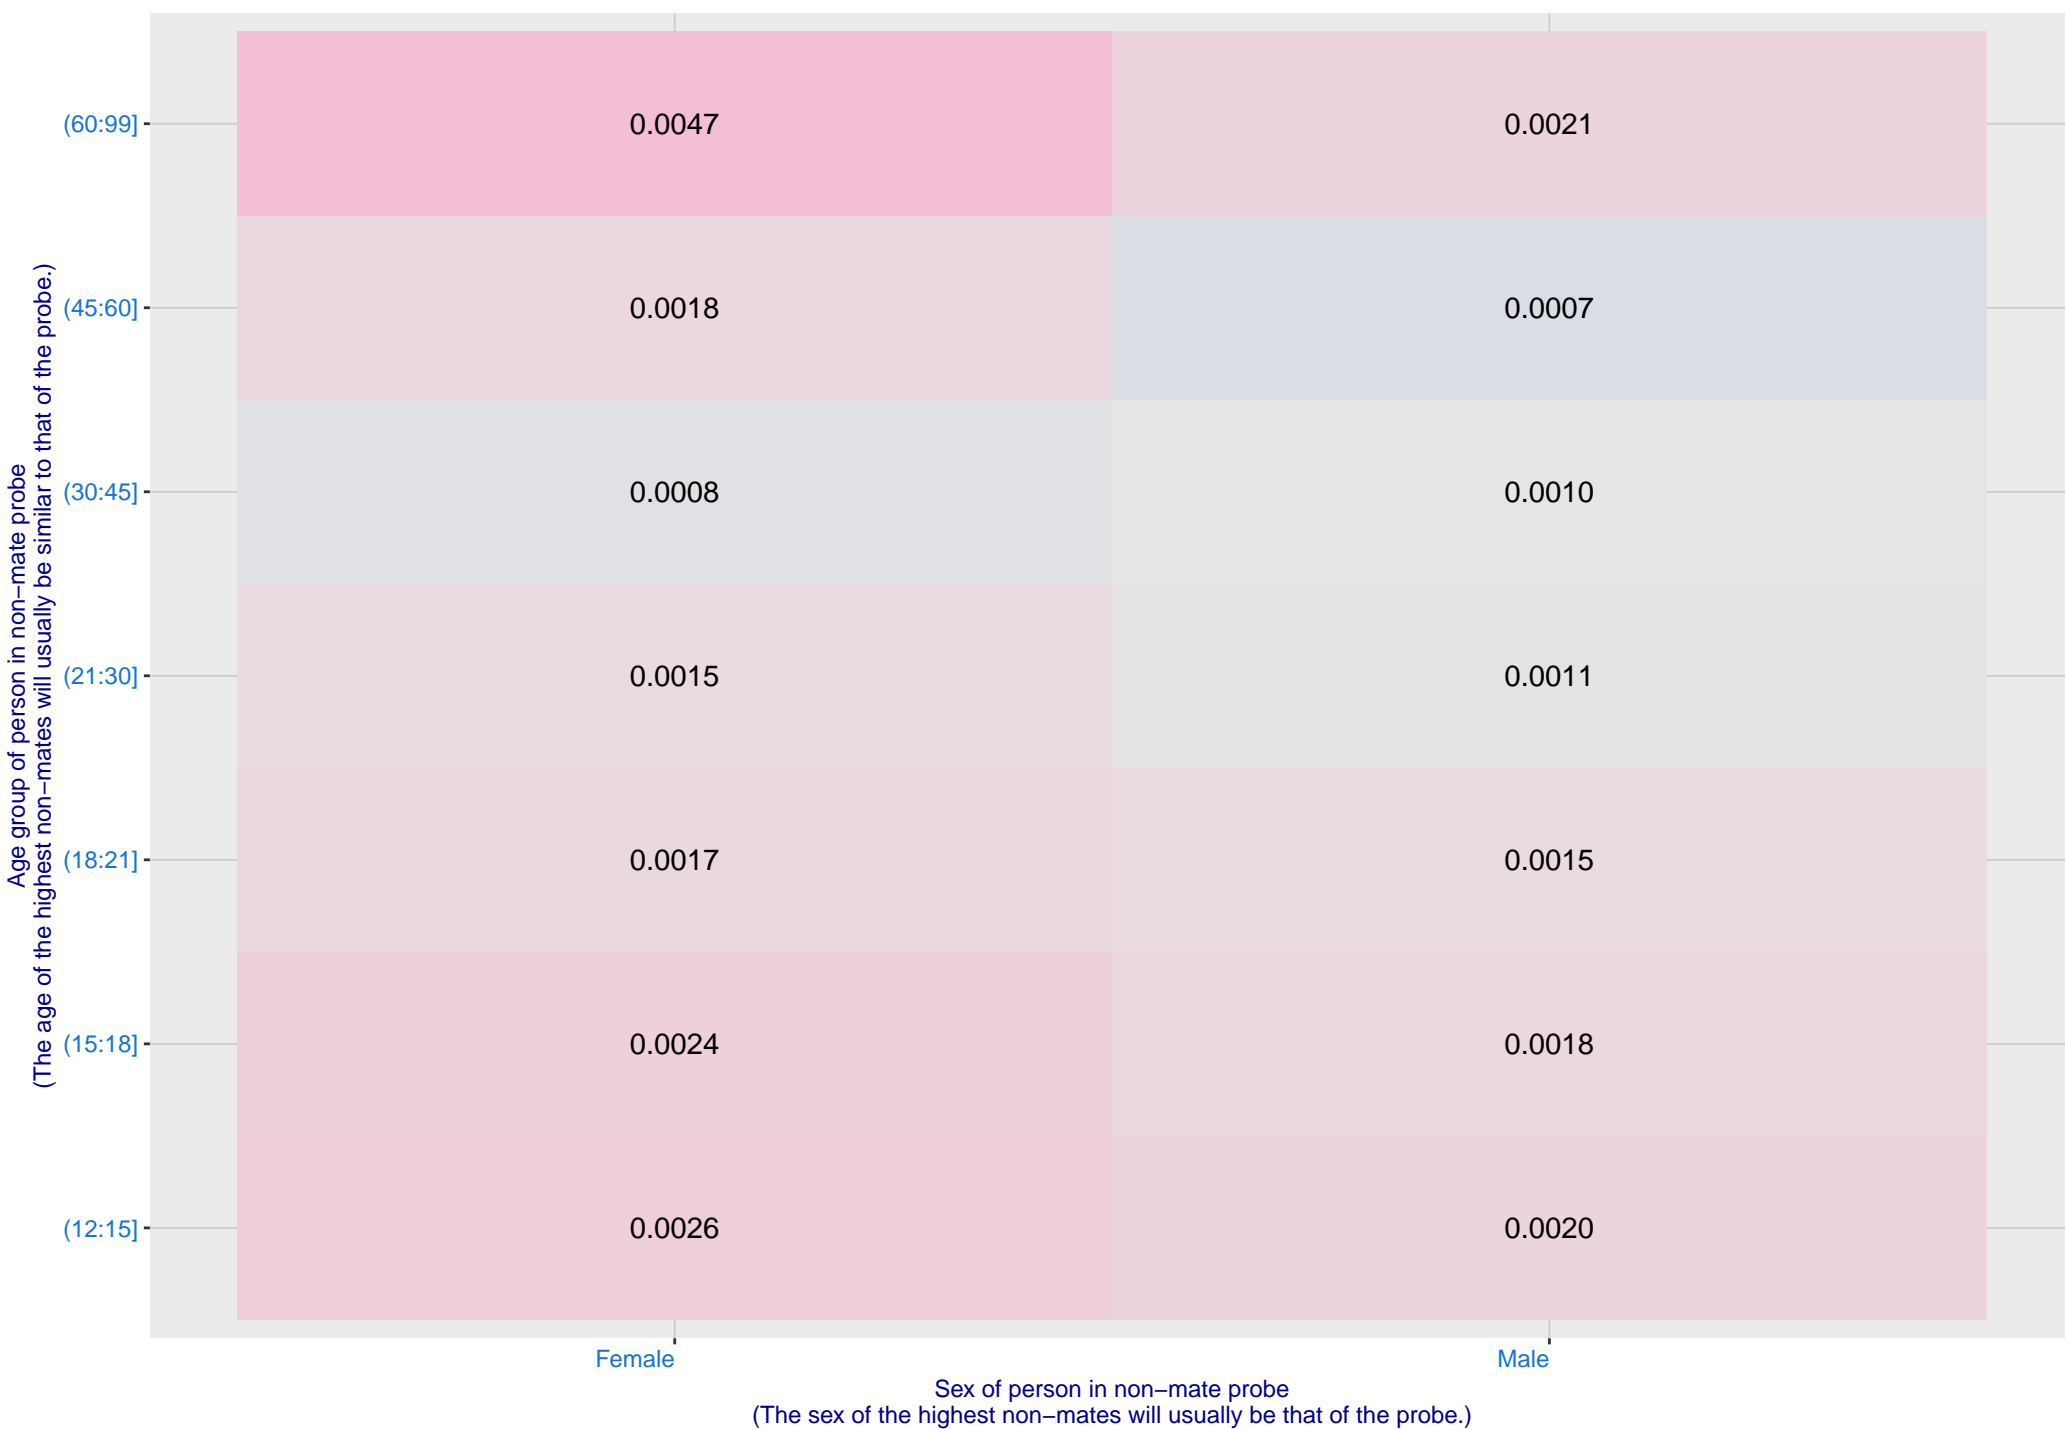 Age group of person in non−mate probe
(The age of the highest non−mates will usually be similar to that of the probe.)
(60:99] 0.0047 0.0021
(45:60] 0.0018 0.0007
(30:45] 0.0008 0.0010
(21:30] 0.0015 0.0011
(18:21] 0.0017 0.0015
(15:18] 0.0024 0.0018
(12:15] 0.0026 0.0020
Female Male
Sex of person in non−mate probe
(The sex of the highest non−mates will usually be that of the probe.)